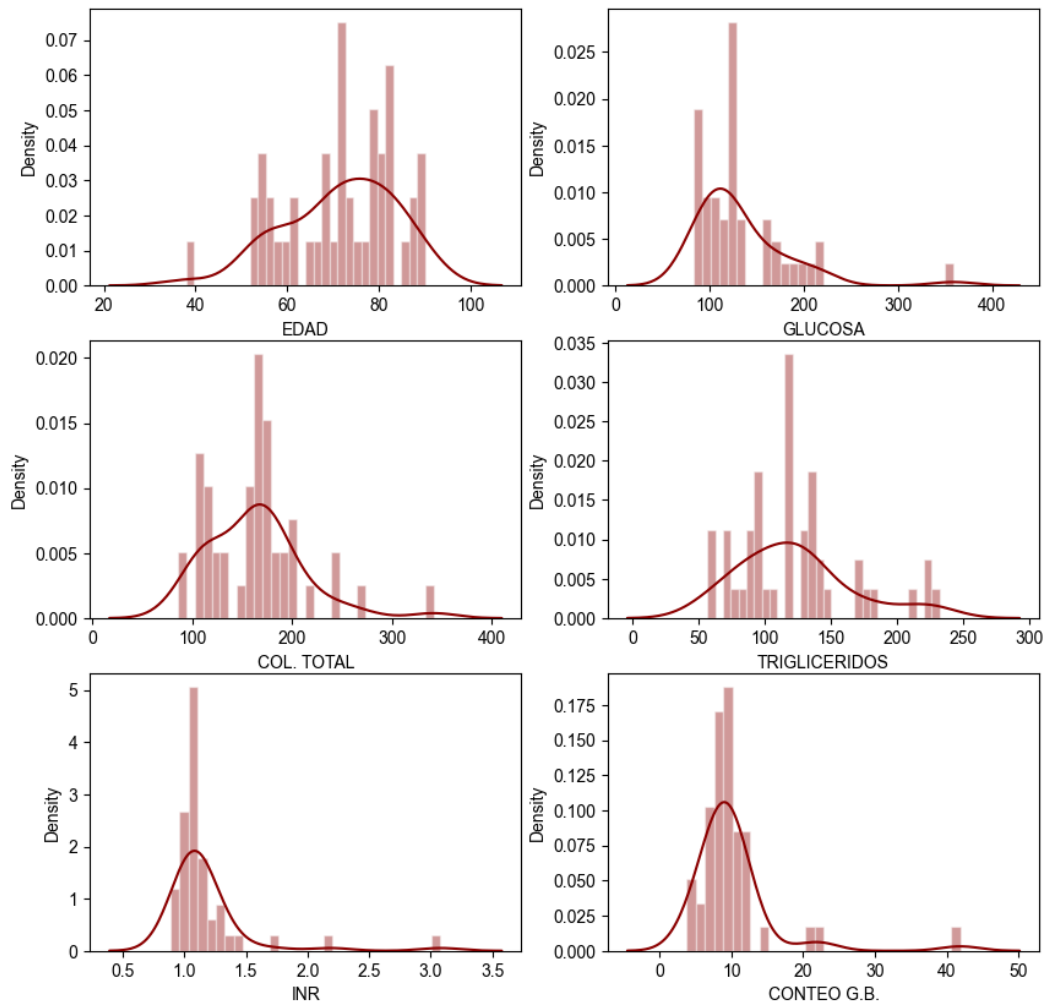 0.07
0.06
0.05
0.04
0.03
0.02
0.01
0.00
Density
20 40 60 80 100
EDAD
0.025
0.020
0.015
0.010
0.005
0.000
Density
0 100 200 300 400
GLUCOSA
0.020
0.015
0.010
0.005
0.000
Density
0 100 200 300 400
COL. TOTAL
0.035
0.030
0.025
0.020
0.015
0.010
0.005
0.000
Density
0 50 100 150 200 250 300
TRIGLICERIDOS
5
4
3
2
1
0
Density
0.5 1.0 1.5 2.0 2.5 3.0 3.5
INR
0.175
0.150
0.125
0.100
0.075
0.050
0.025
0.000
Density
0 10 20 30 40 50
CONTEO G.B.